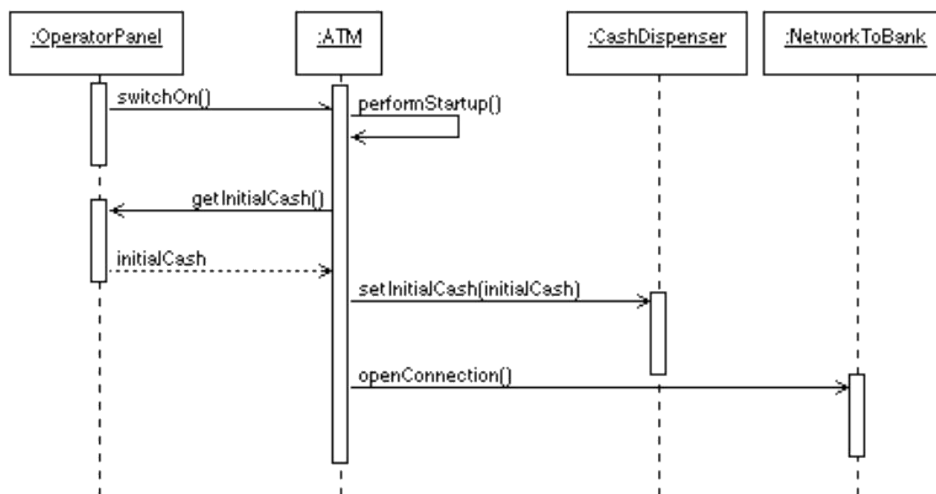 :OperatorPanel
:ATM
:CashDispenser
:NetworkToBank
switchOn()
performStartup()
getInitialCash()
initialCash
setInitialCash(initialCash)
openConnection()